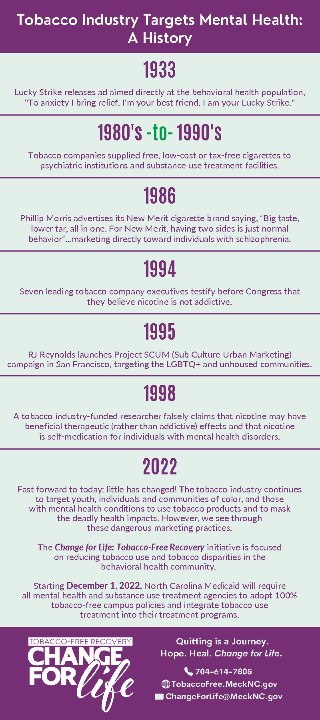 Tobacco Industry Targets Mental Health:
A History
1933
Lucky Strike releases ad aimed directly at the behavioral health population,
"To anxiety I bring relief. I'm your best friend, I am your Lucky Strike."
1980's -to- 1990's
Tobacco companies supplied free, low-cost or tax-free cigarettes to
psychiatric institutions and substance use treatment facilities.
1986
Phillip Morris advertises its New Merit cigarette brand saying, "Big taste,
lower tar, all in one. For New Merit, having two sides is just normal
behavior"...marketing directly toward individuals with schizophrenia.
1994
Seven leading tobacco company executives testify before Congress that
they believe nicotine is not addictive.
1995
RJ Reynolds launches Project SCUM (Sub Culture Urban Marketing)
campaign in San Francisco, targeting the LGBTQ+ and unhoused communities.
1998
A tobacco industry-funded researcher falsely claims that nicotine may have
beneficial therapeutic (rather than addictive) effects and that nicotine
is self-medication for individuals with mental health disorders.
2022
Fast forward to today: little has changed! The tobacco industry continues
to target youth, individuals and communities of color, and those
with mental health conditions to use tobacco products and to mask
the deadly health impacts. However, we see through
these dangerous marketing practices.
The Change for Life: Tobacco-Free Recovery initiative is focused
on reducing tobacco use and tobacco disparities in the
behavioral health community.
Starting December 1, 2022, North Carolina Medicaid will require
all mental health and substance use treatment agencies to adopt 100%
tobacco-free campus policies and integrate tobacco use
treatment into their treatment programs.
TOBACCO-FREE RECOVERY
CHANGE
FOR life
Quitting is a Journey.
Hope. Heal. Change for Life.
704-614-7805
TobaccoFree.MeckNC.gov
ChangeForLife@MeckNC.gov